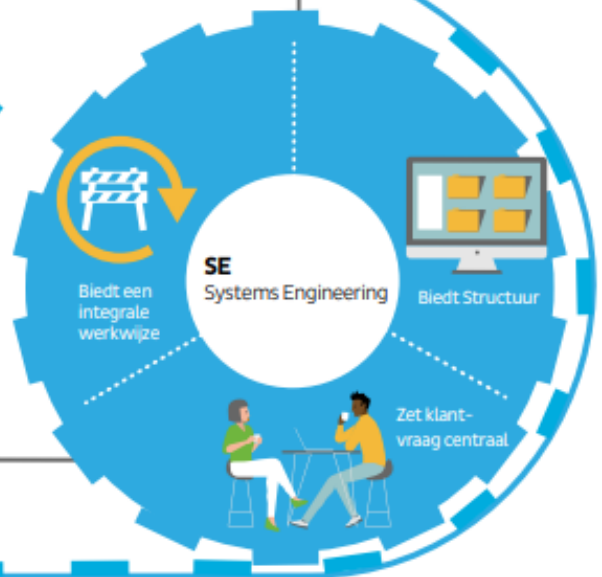 SE
Systems Engineering
Biedt een
integrale
werkwijze
Biedt Structuur
Zet klant-
vraag centraal